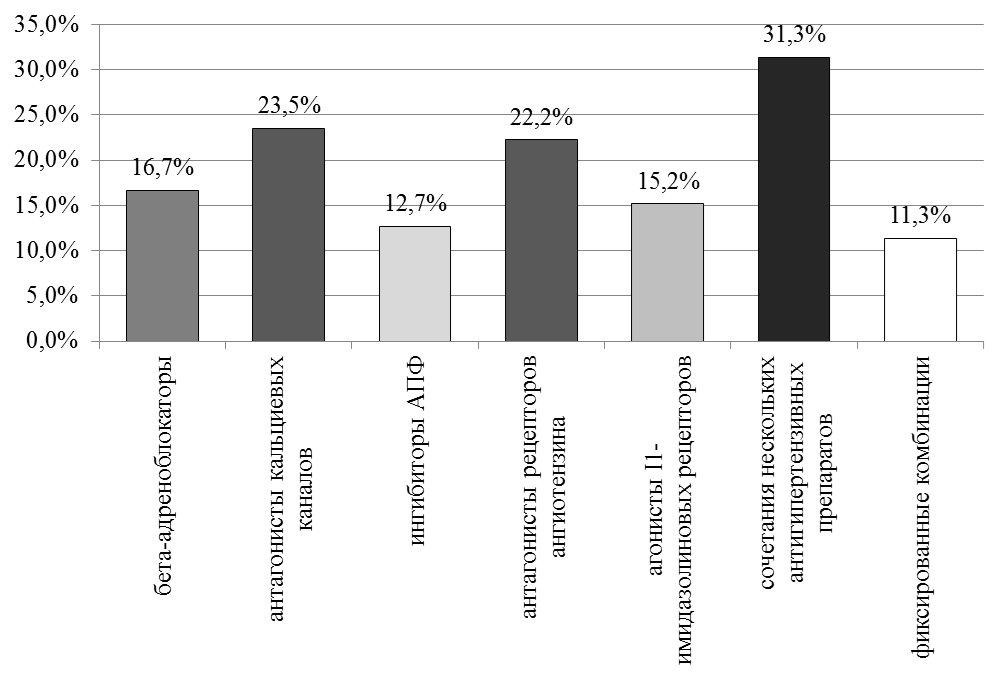 35,0%
30,0%
25,0%
20,0%
15,0%
10,0%
5,0%
0,0%
16,7%
23,5%
12,7%
22,2%
15,2%
31,3%
11,3%
бета-адреноблокаторы
антагонисты кальциевых
каналов
ингибиторы АПФ
антагонисты рецепторов
ангиотензина
агонисты I1-
имидазолиновых рецепторов
сочетания нескольких
антигипертензивных
препаратов
фиксированные комбинации